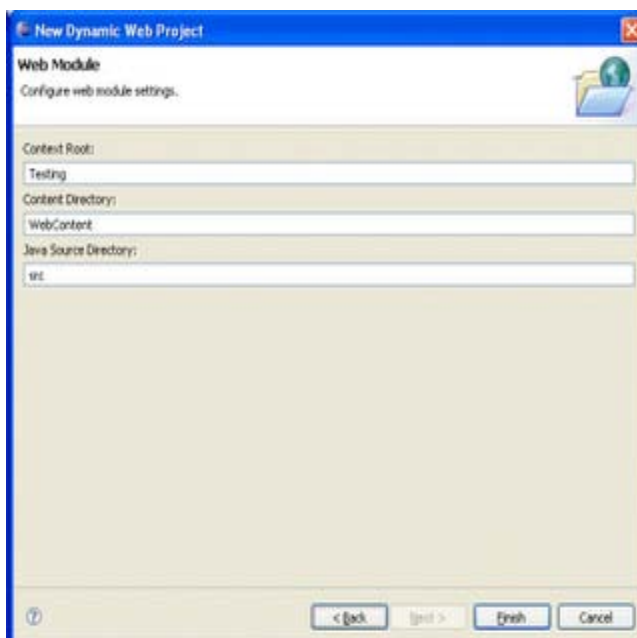 New Dynamic Web Project
Web Module
Configure web module settings.
Context Root:
Testing
Content Directory:
WebContent
Java Source Directory:
src
< Back Next > Finish Cancel